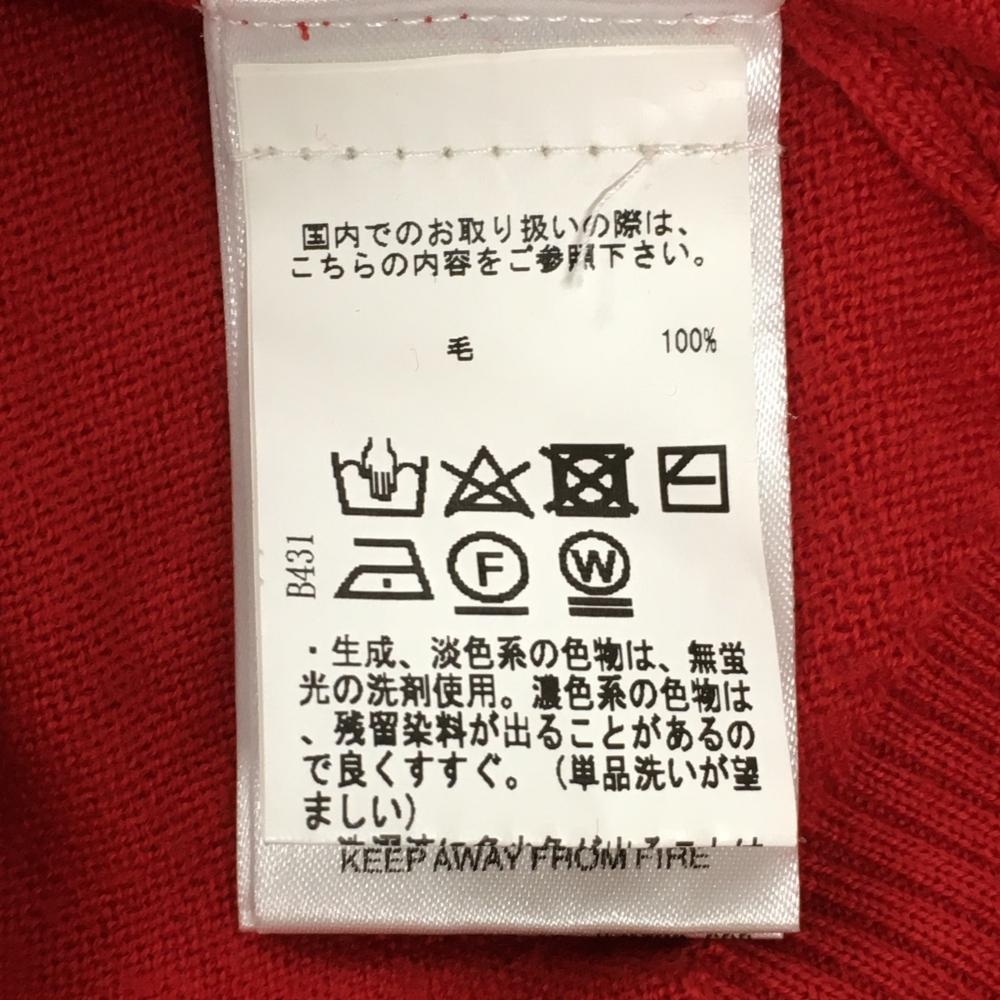 国内でのお取り扱いの際は、
こちらの内容をご参照下さい。
毛 100%
F W
B431
・生成、淡色系の色物は、無蛍
光の洗剤使用。濃色系の色物は
、残留染料が出ることがあるの
で良くすすぐ。（単品洗いが望
ましい）
KEEP AWAY FROM FIRE